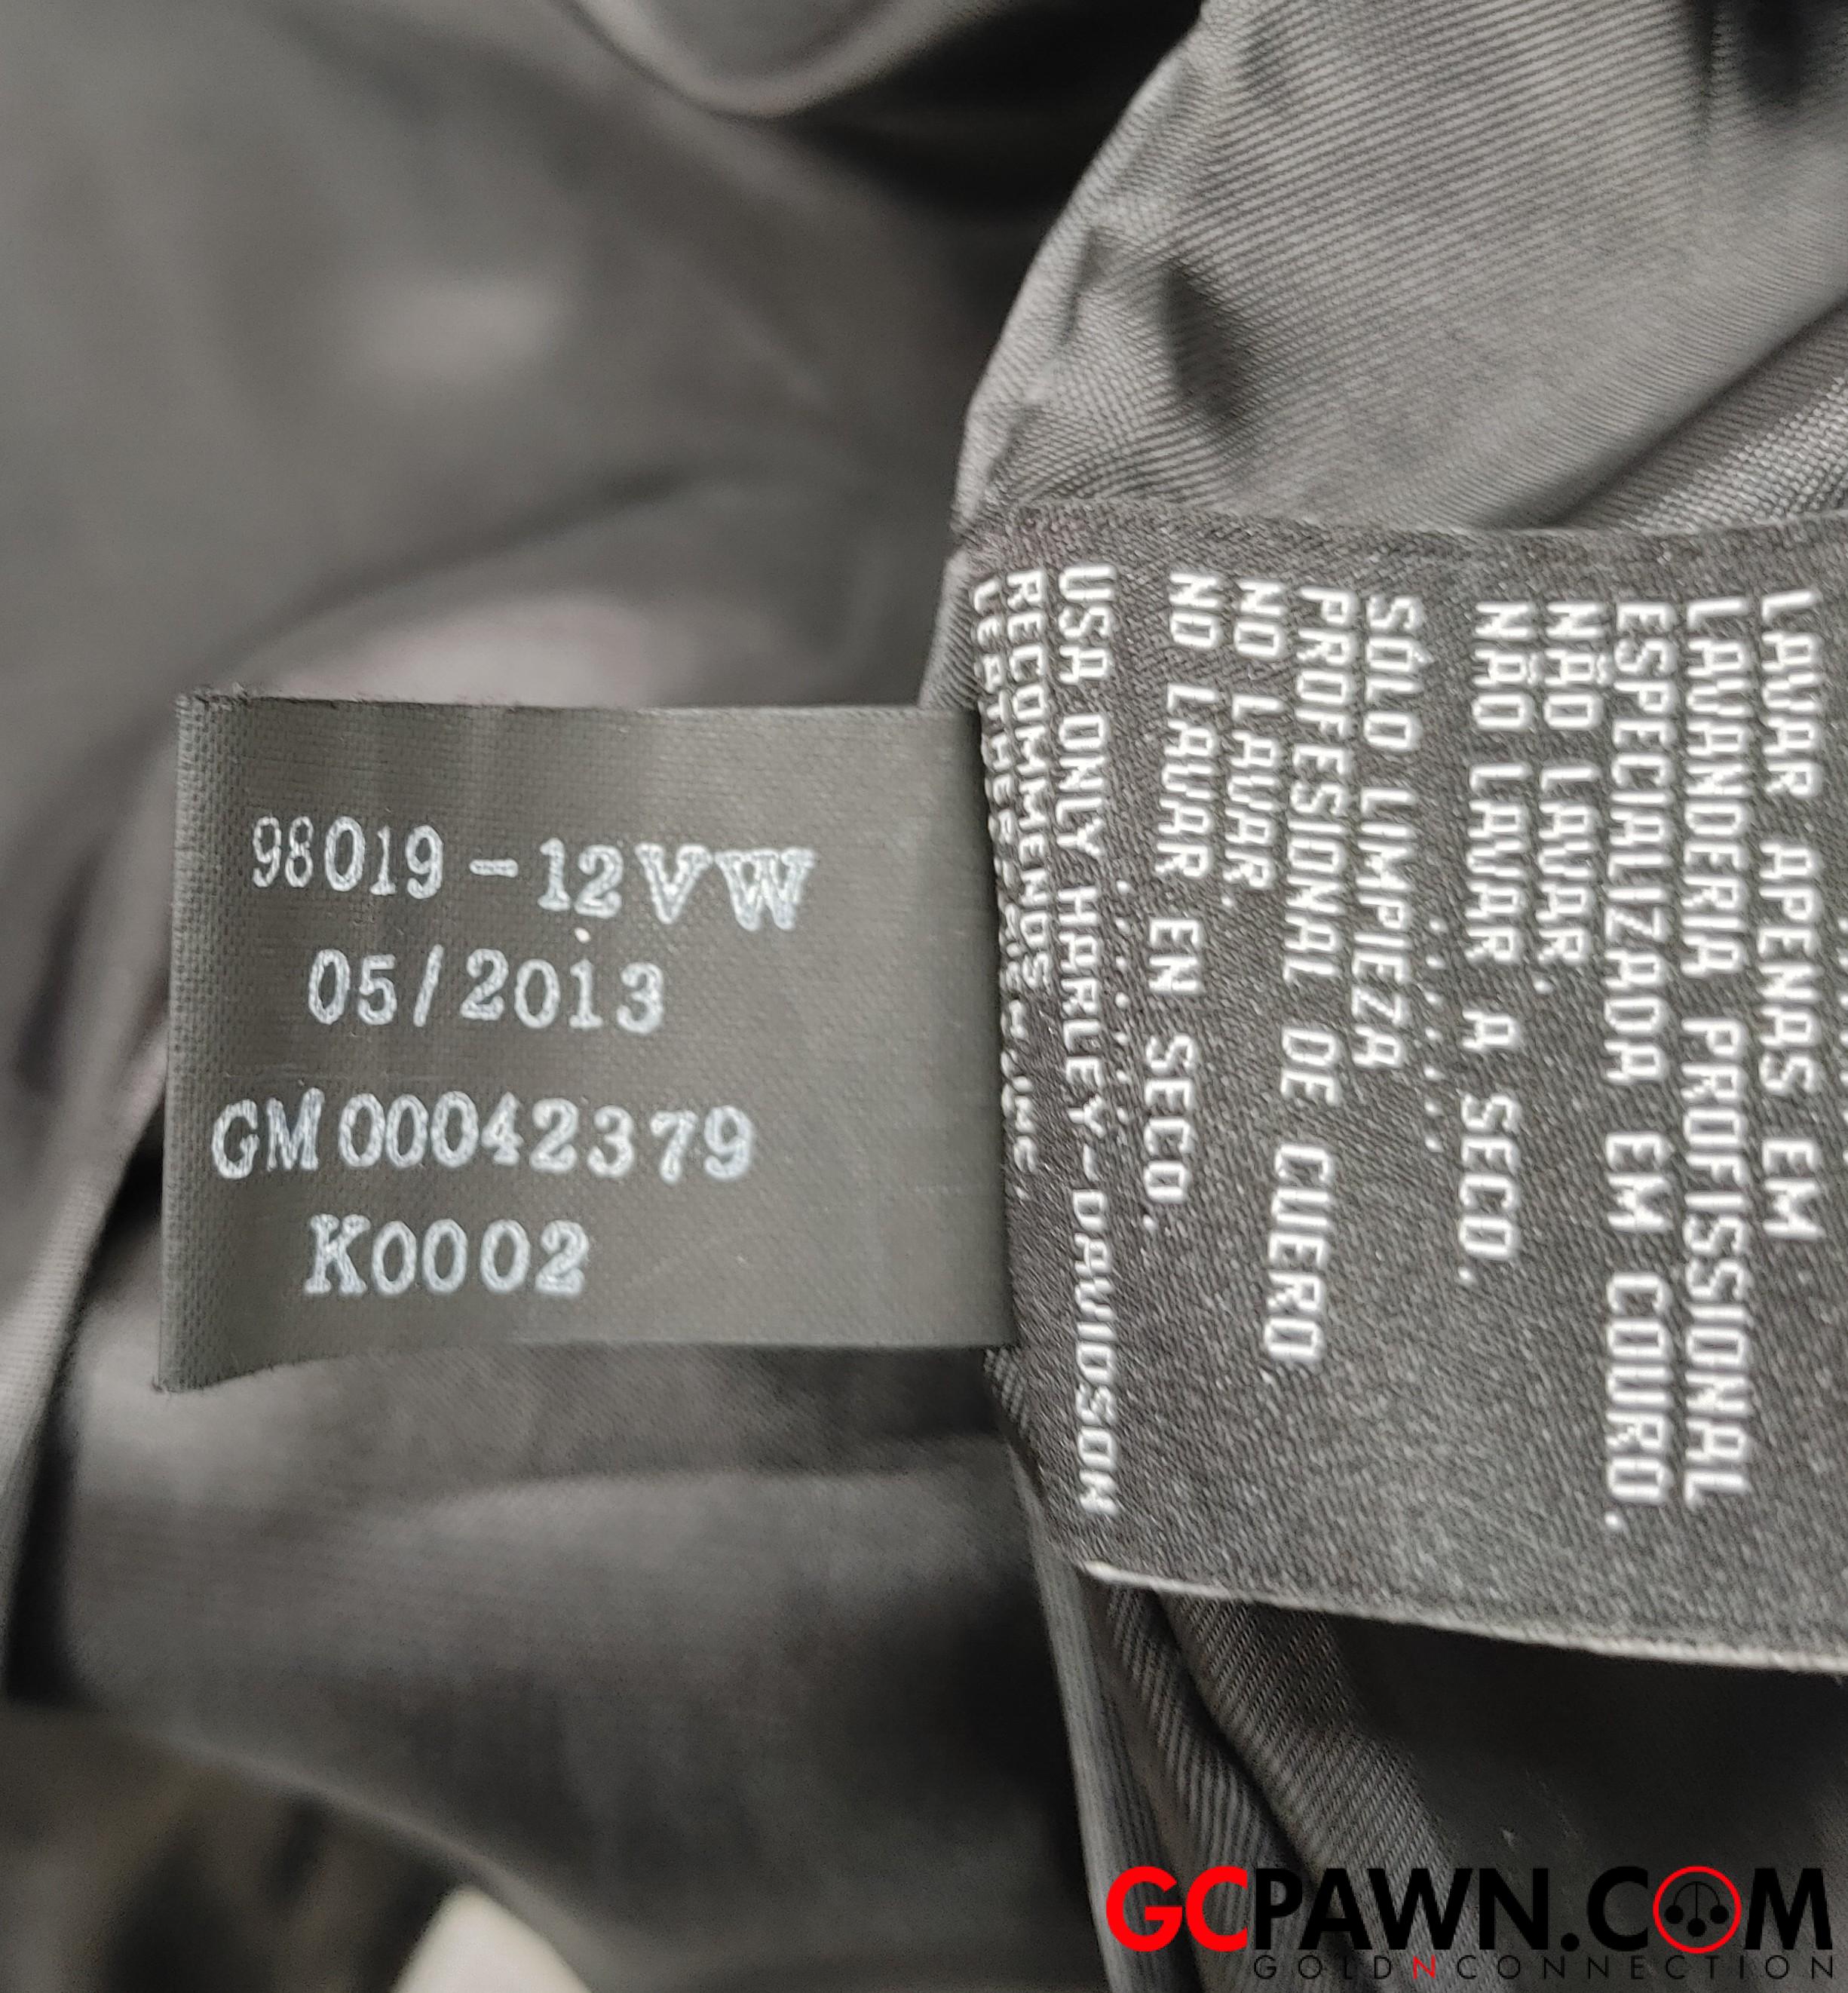 98019-12VW
05/2013
GM00042379
K0002
LAVAR APENAS EM
LAVANDERIA PROFISSIONAL
ESPECIALIZADA EM COURO.
NÃO LAVAR.
NÃO LAVAR A SECO.
SÓLO LIMPIEZA
PROFESIONAL DE CUERO.
NO LAVAR.
NO LAVAR EN SECO.
USA ONLY HARLEY-DAVIDSON
RECOMMENDS
GCPAWN.COM
GOLDNCONNECTION